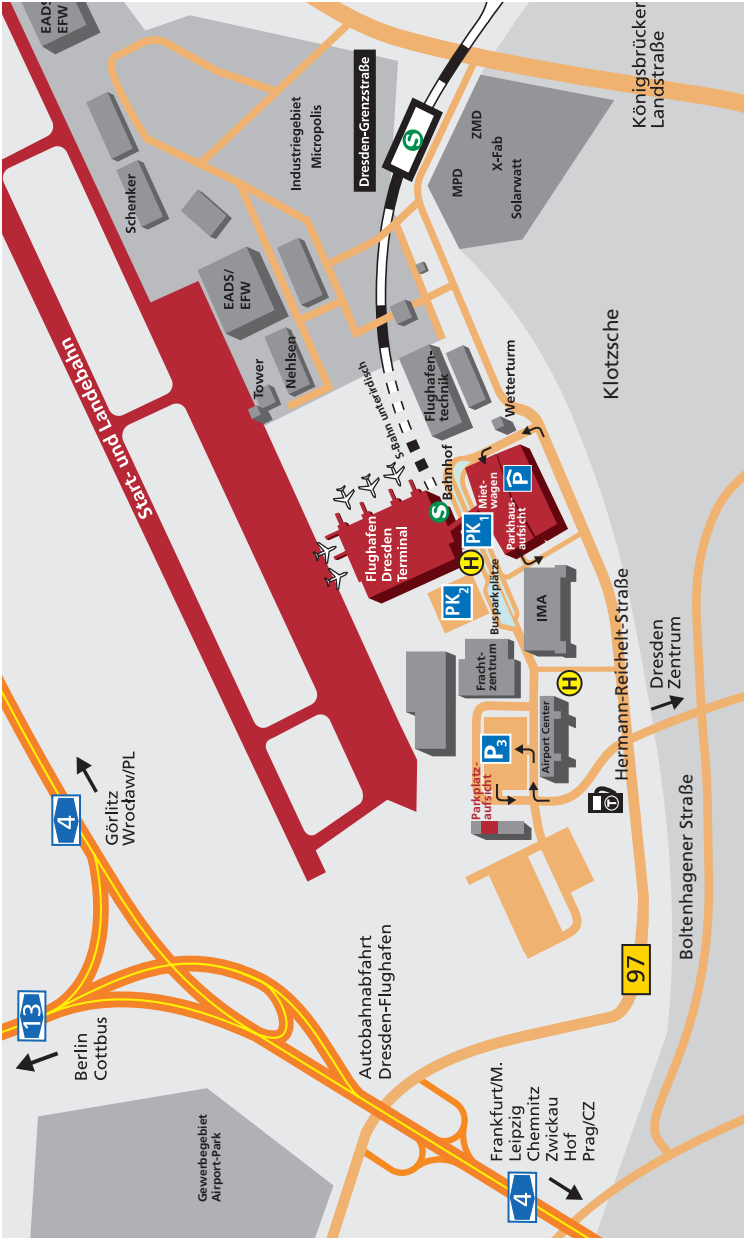 4
Görlitz
Wrocław/PL
13
Berlin
Cottbus
Gewerbegebiet
Airport-Park
Autobahnabfahrt
Dresden-Flughafen
4
Frankfurt/M.
Leipzig
Chemnitz
Zwickau
Hof
Prag/CZ
97
Boltenhagener Straße
Dresden
Zentrum
Hermann-Reichelt-Straße
Start- und Landebahn
EADS/
EFW
Schenker
EADS/
EFW
Tower
Nehlsen
Industriegebiet
Micropolis
Dresden-Grenzstraße
S
ZMD
MPD
X-Fab
Solarwatt
Königsbrücker
Landstraße
Klotzsche
S-Bahn unterirdisch
Flughafen-
technik
Wetterturm
Bahnhof
S
Flughafen
Dresden
Terminal
PK1
Miet-
wagen
P
Parkhaus-
aufsicht
H
PK2
Busparkplätze
IMA
Fracht-
zentrum
H
Airport Center
P3
Parkplatz-
aufsicht
T